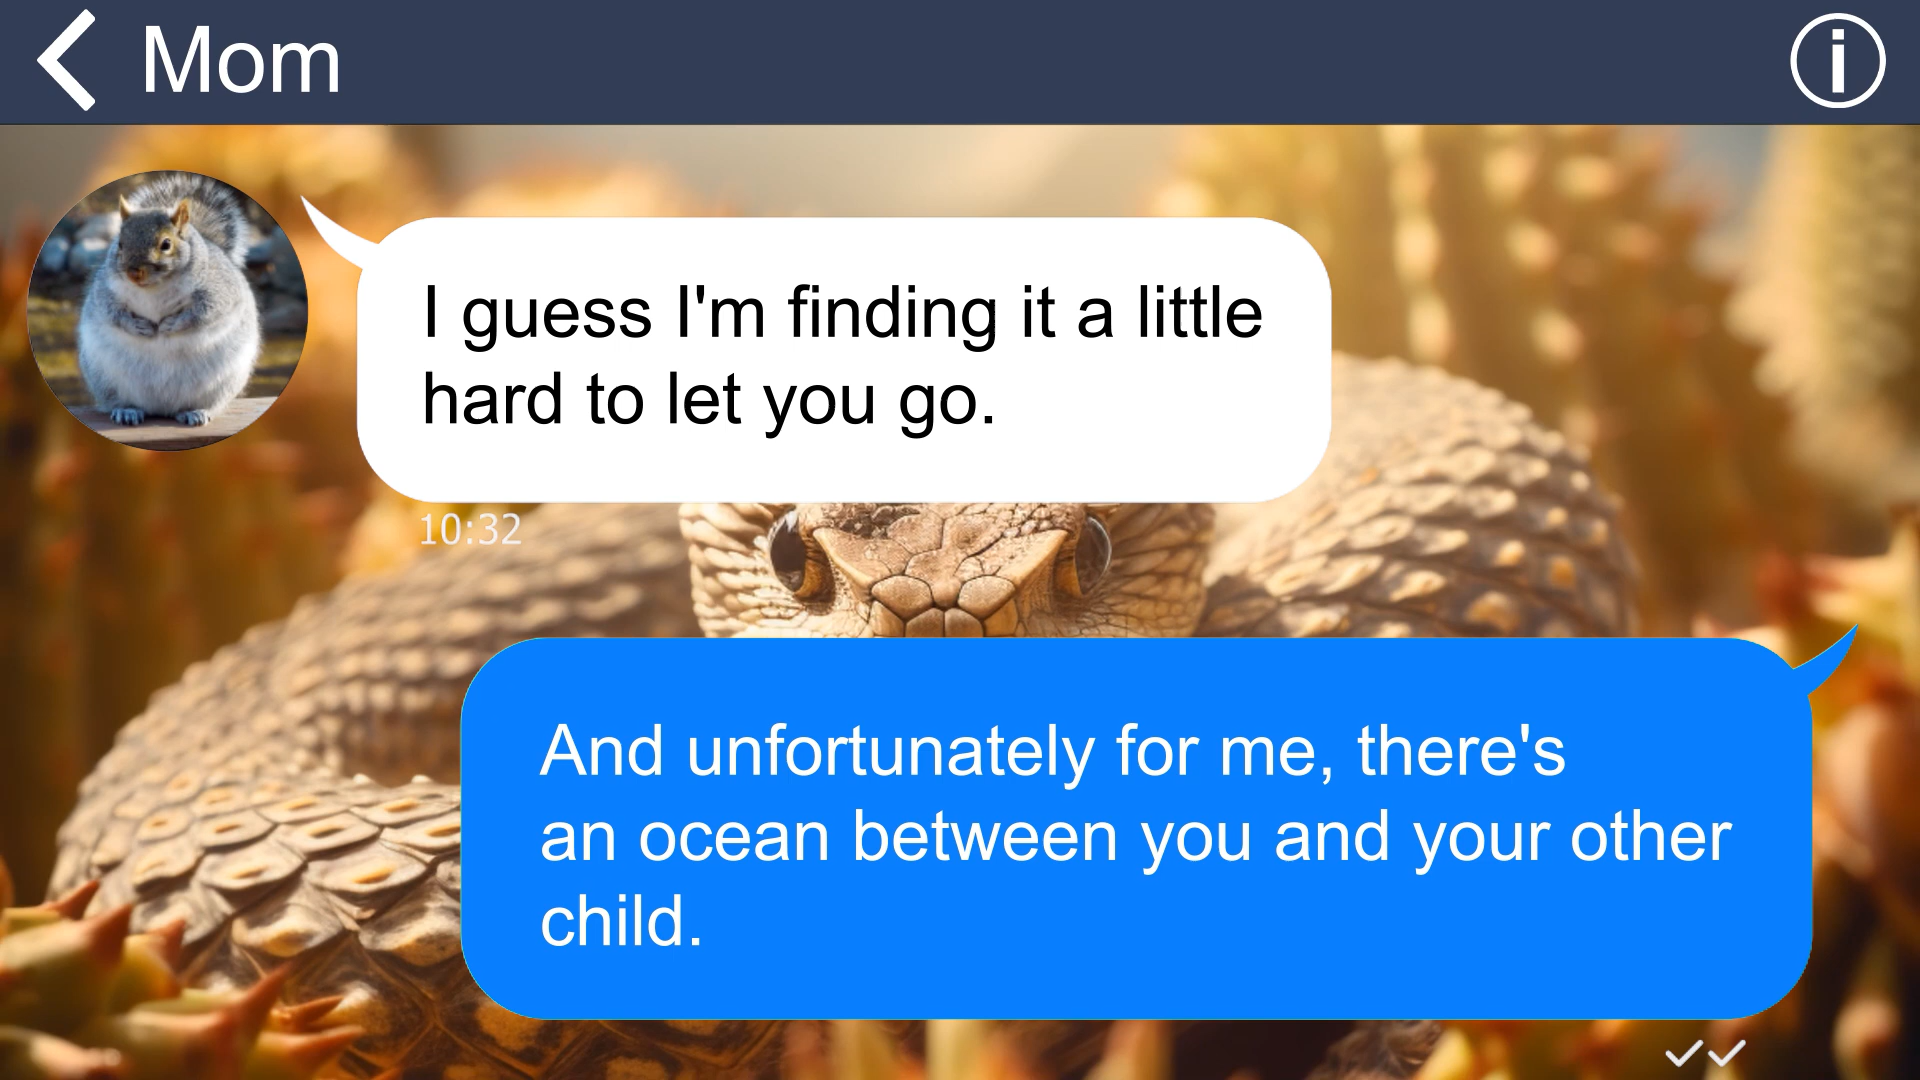 Mom
I guess I'm finding it a little
hard to let you go.
10:32
And unfortunately for me, there's
an ocean between you and your other
child.